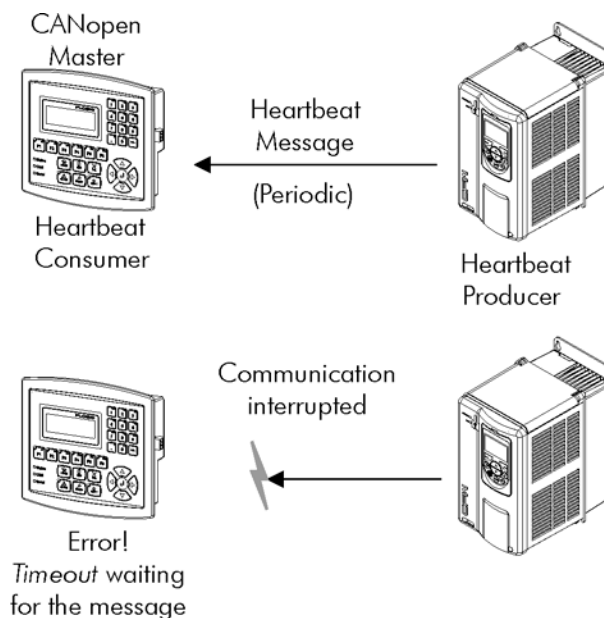 CANopen
Master
Heartbeat
Message
(Periodic)
Heartbeat
Consumer
Heartbeat
Producer
Communication
interrupted
Error!
Timeout waiting
for the message